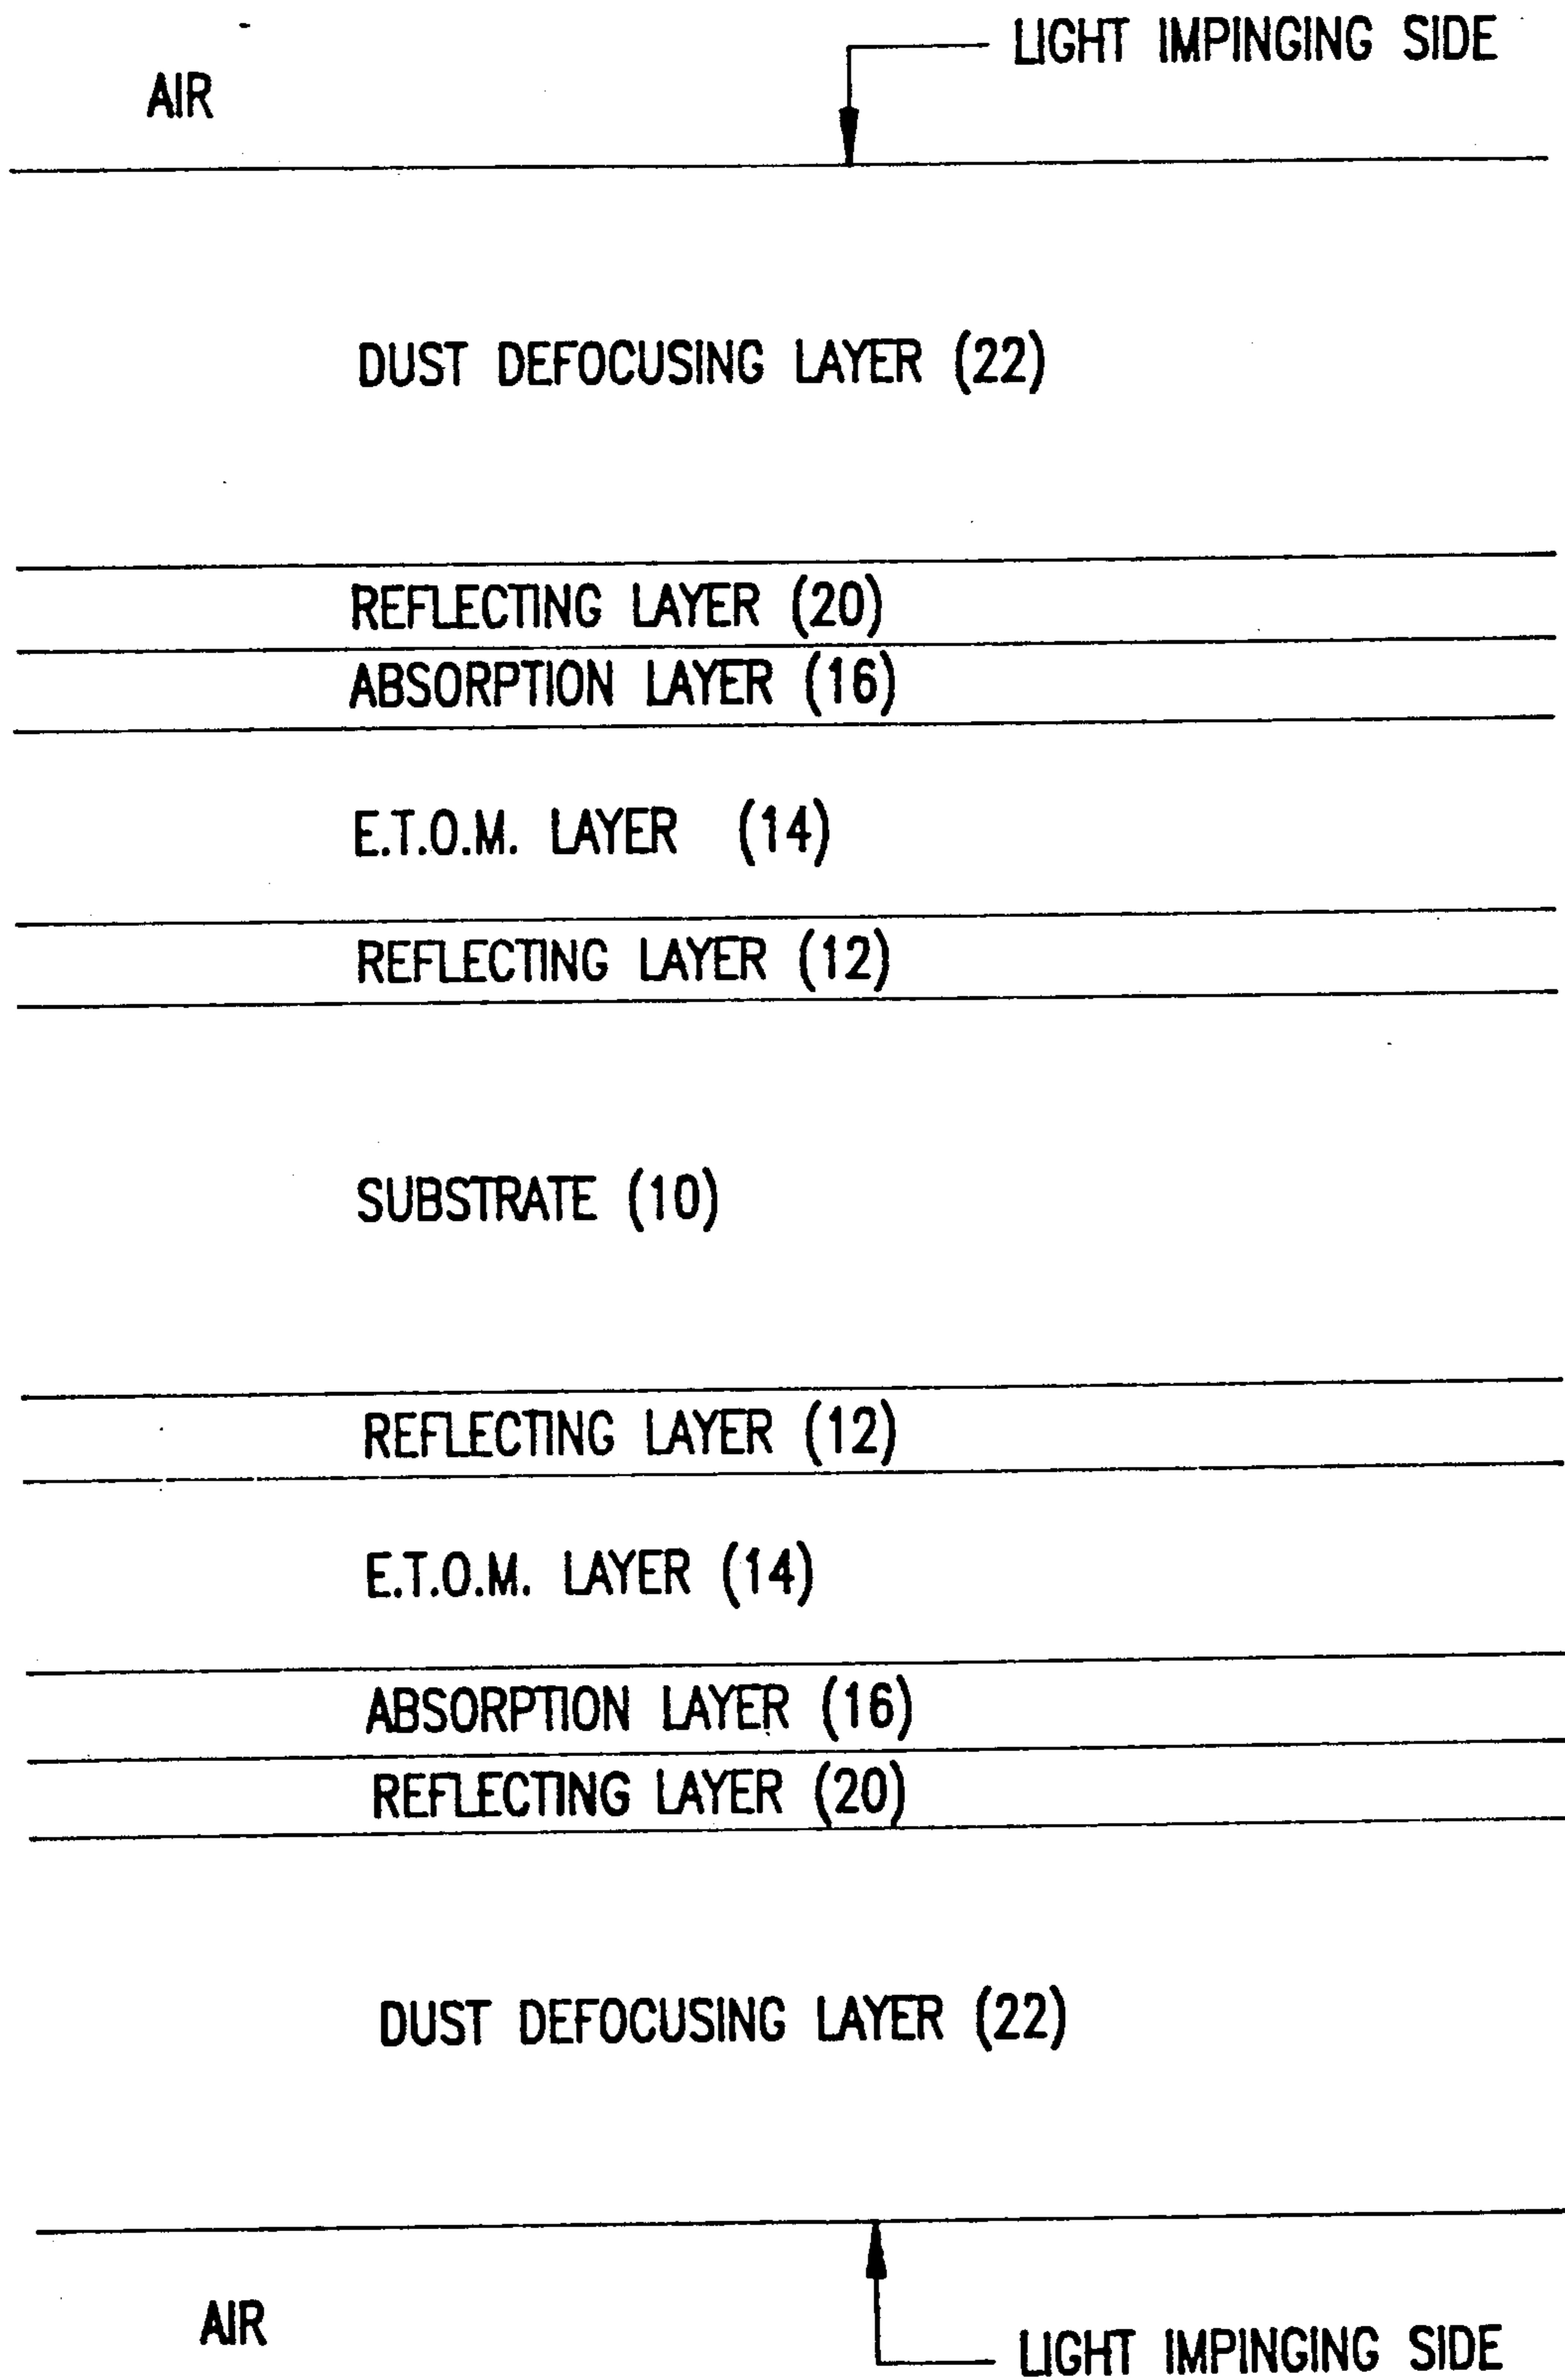 LIGHT IMPINGING SIDE
AIR
DUST DEFOCUSING LAYER (22)
REFLECTING LAYER (20)
ABSORPTION LAYER (16)
E.T.O.M. LAYER (14)
REFLECTING LAYER (12)
SUBSTRATE (10)
REFLECTING LAYER (12)
E.T.O.M. LAYER (14)
ABSORPTION LAYER (16)
REFLECTING LAYER (20)
DUST DEFOCUSING LAYER (22)
AIR
LIGHT IMPINGING SIDE